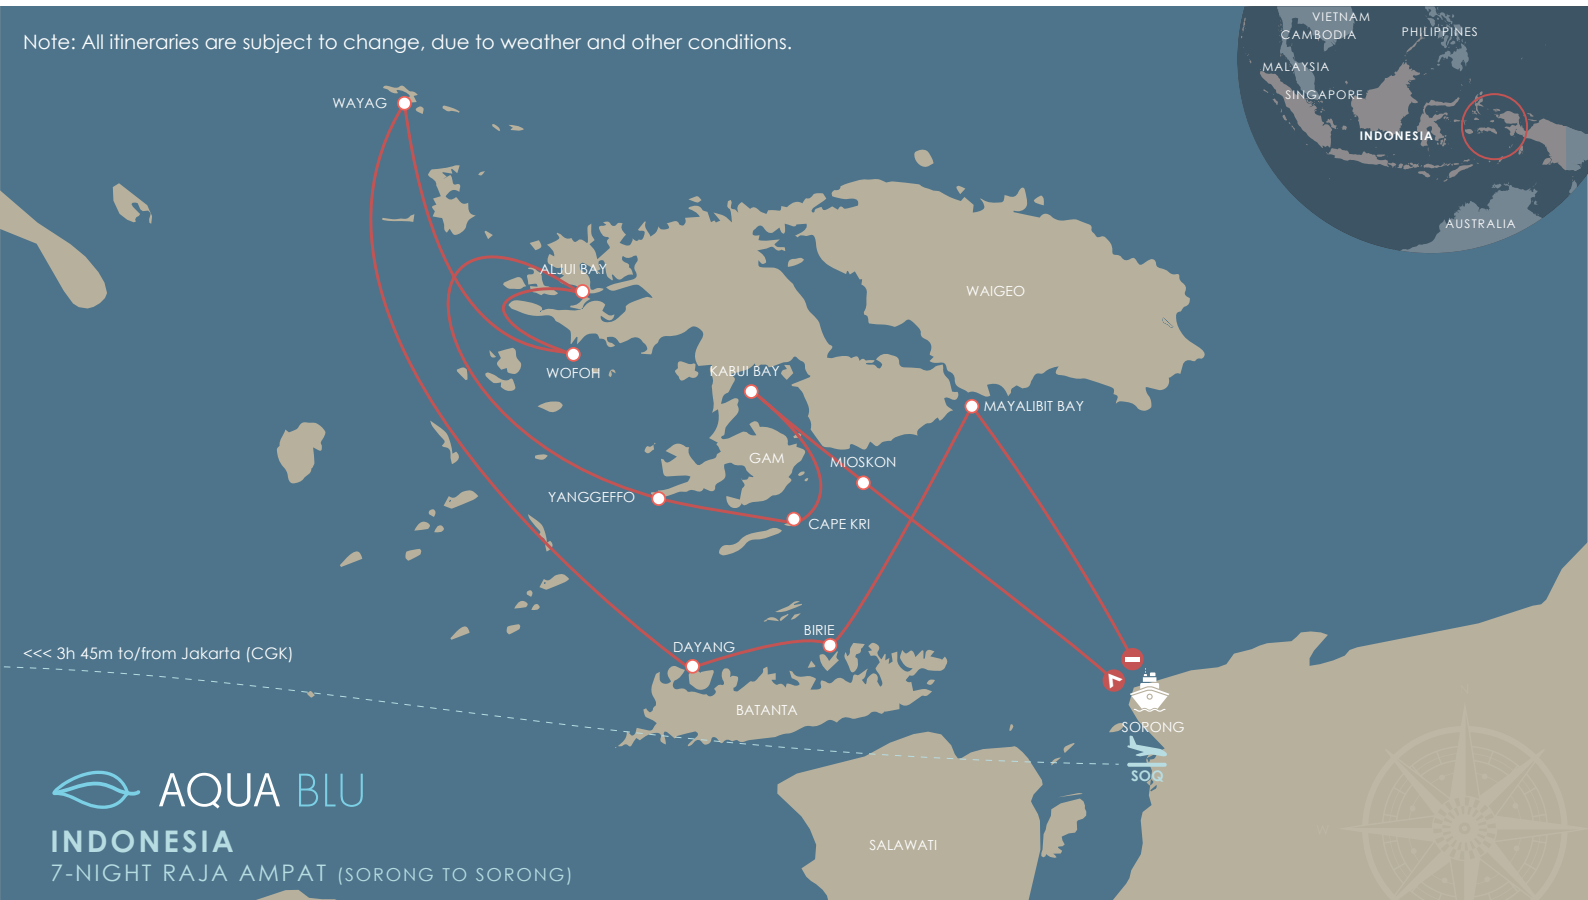 Note: All itineraries are subject to change, due to weather and other conditions.
VIETNAM
CAMBODIA
PHILIPPINES
MALAYSIA
SINGAPORE
INDONESIA
AUSTRALIA
WAYAG
ALJUI BAY
WAIGEO
WOFOH
KABUI BAY
MAYALIBIT BAY
GAM
MIOSKON
YANGGEFFO
CAPE KRI
BIRIE
DAYANG
<<< 3h 45m to/from Jakarta (CGK)
BATANTA
SORONG
SOQ
SALAWATI
AQUA BLU
INDONESIA
7-NIGHT RAJA AMPAT (SORONG TO SORONG)